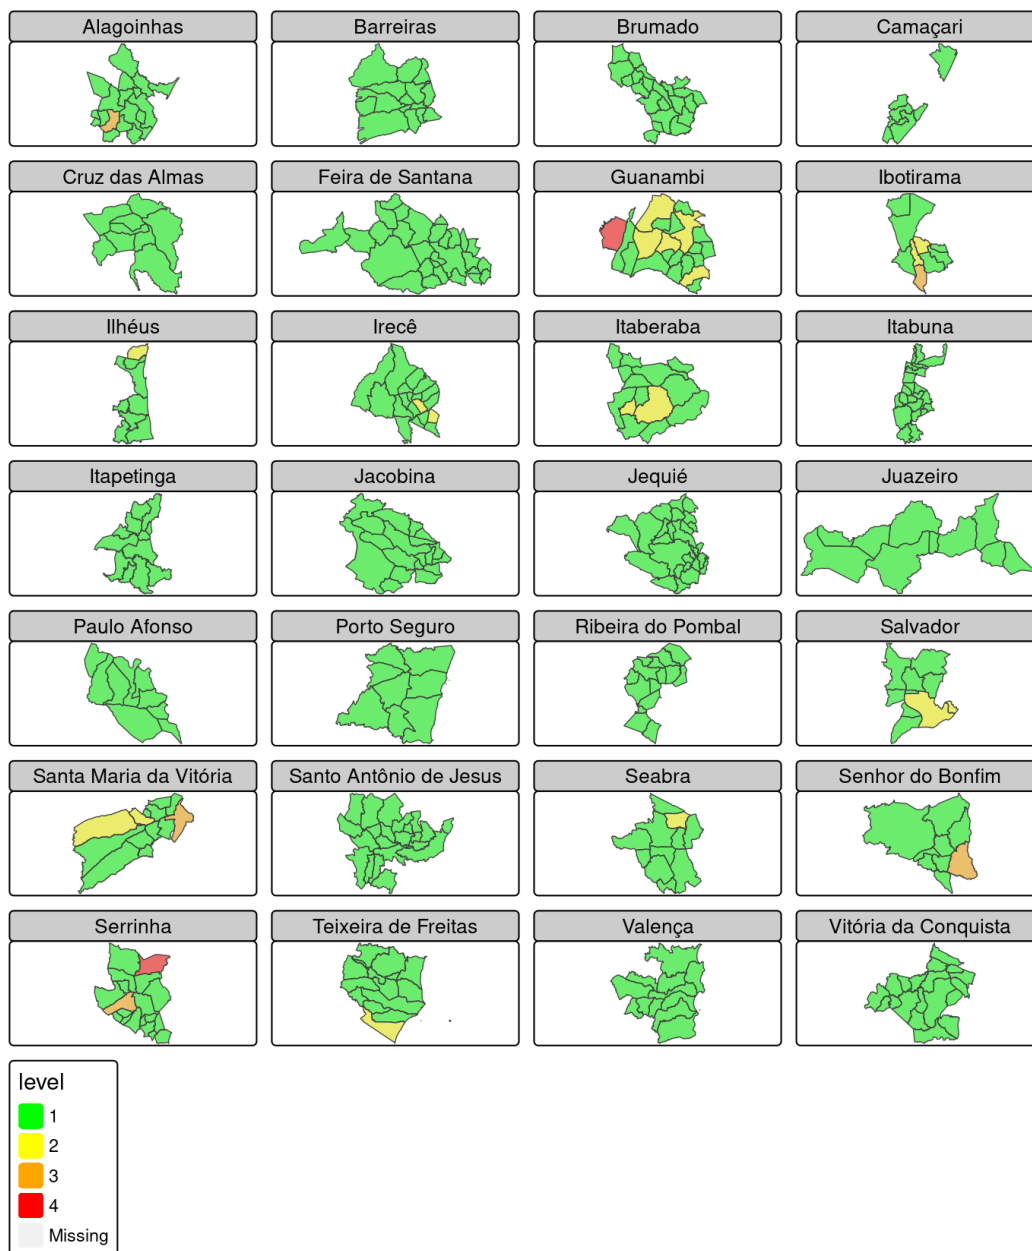 Alagoinhas
Barreiras
Brumado
Camaçari
Cruz das Almas
Feira de Santana
Guanambi
Ibotirama
Ilhéus
Irecê
Itaberaba
Itabuna
Itapetinga
Jacobina
Jequié
Juazeiro
Paulo Afonso
Porto Seguro
Ribeira do Pombal
Salvador
Santa Maria da Vitória
Santo Antônio de Jesus
Seabra
Senhor do Bonfim
Serrinha
Teixeira de Freitas
Valença
Vitória da Conquista
level
1
2
3
4
Missing